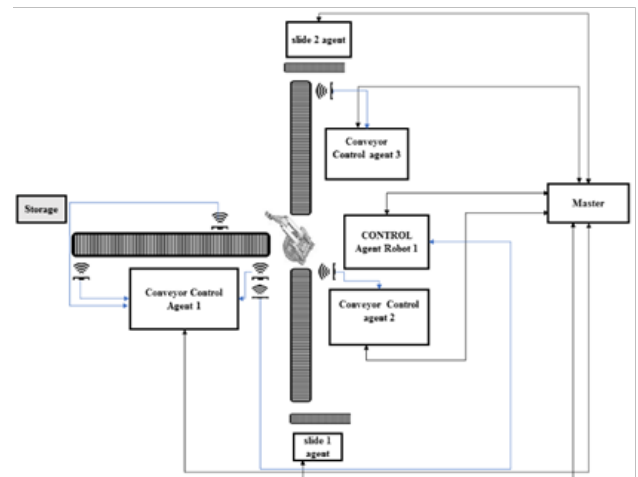 slide 2 agent
Conveyor
Control agent 3
Storage
Master
CONTROL
Agent Robot 1
Conveyor Control
Agent 1
Conveyor Control
agent 2
slide 1
agent